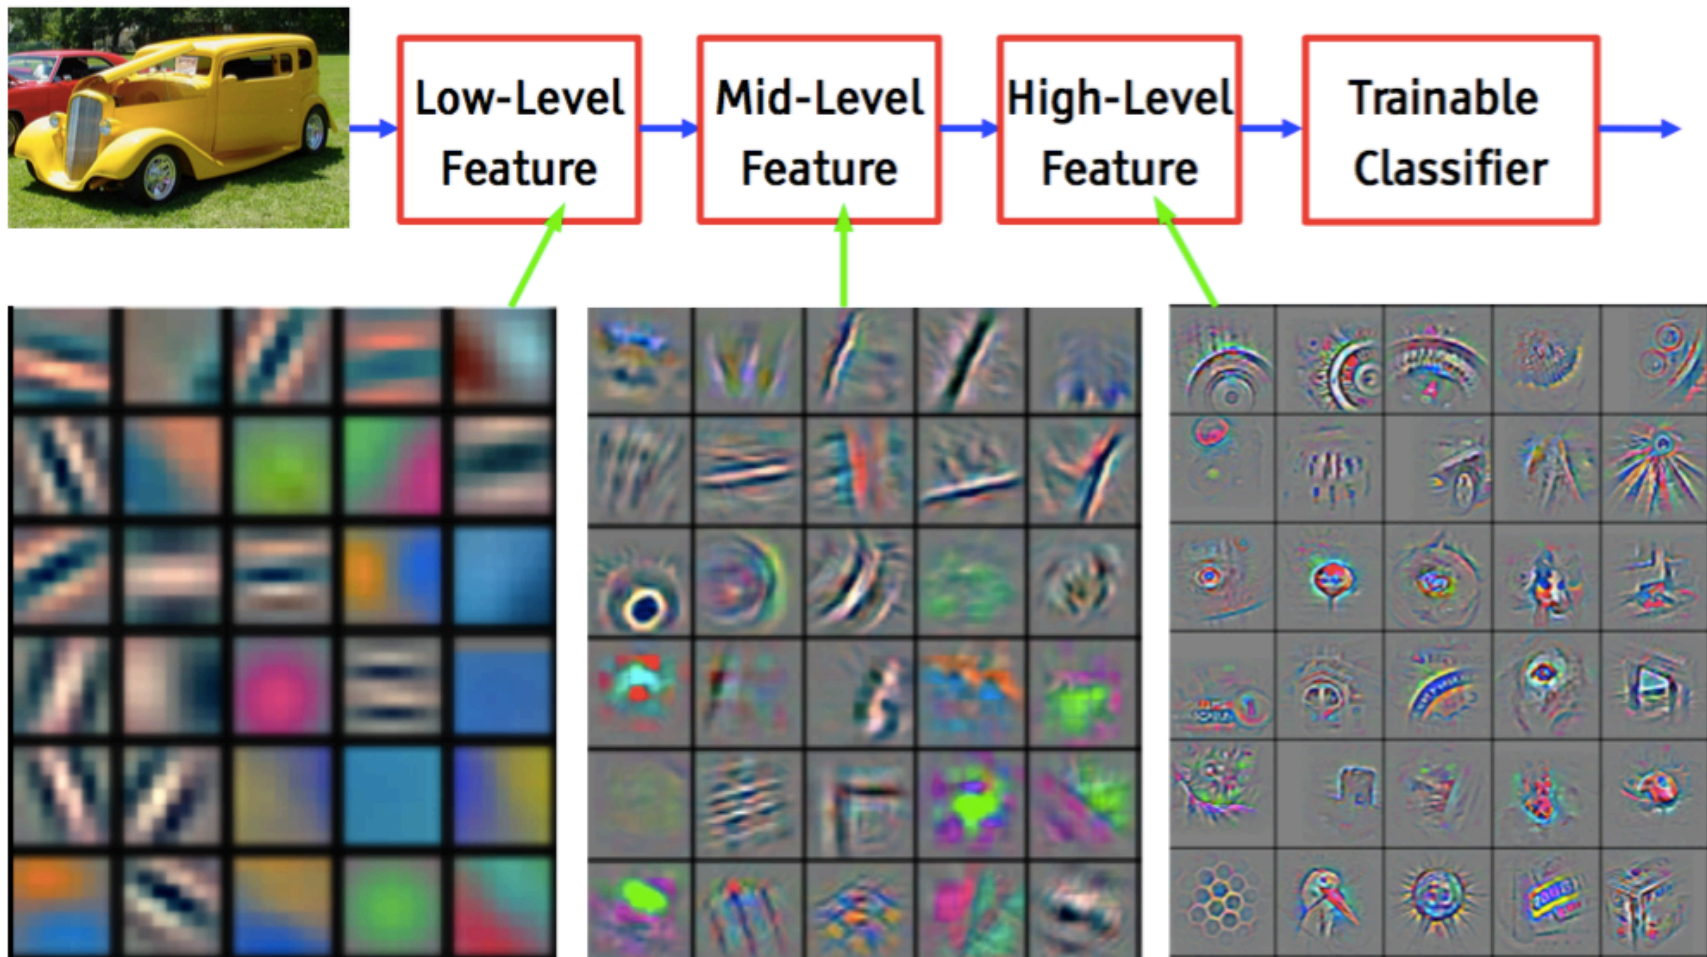 Low-Level
Feature
Mid-Level
Feature
High-Level
Feature
Trainable
Classifier